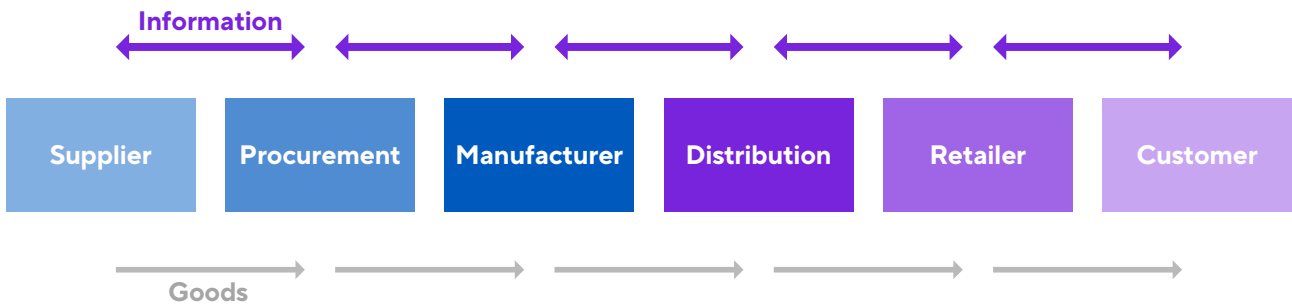 Information
Supplier
Procurement
Manufacturer
Distribution
Retailer
Customer
Goods